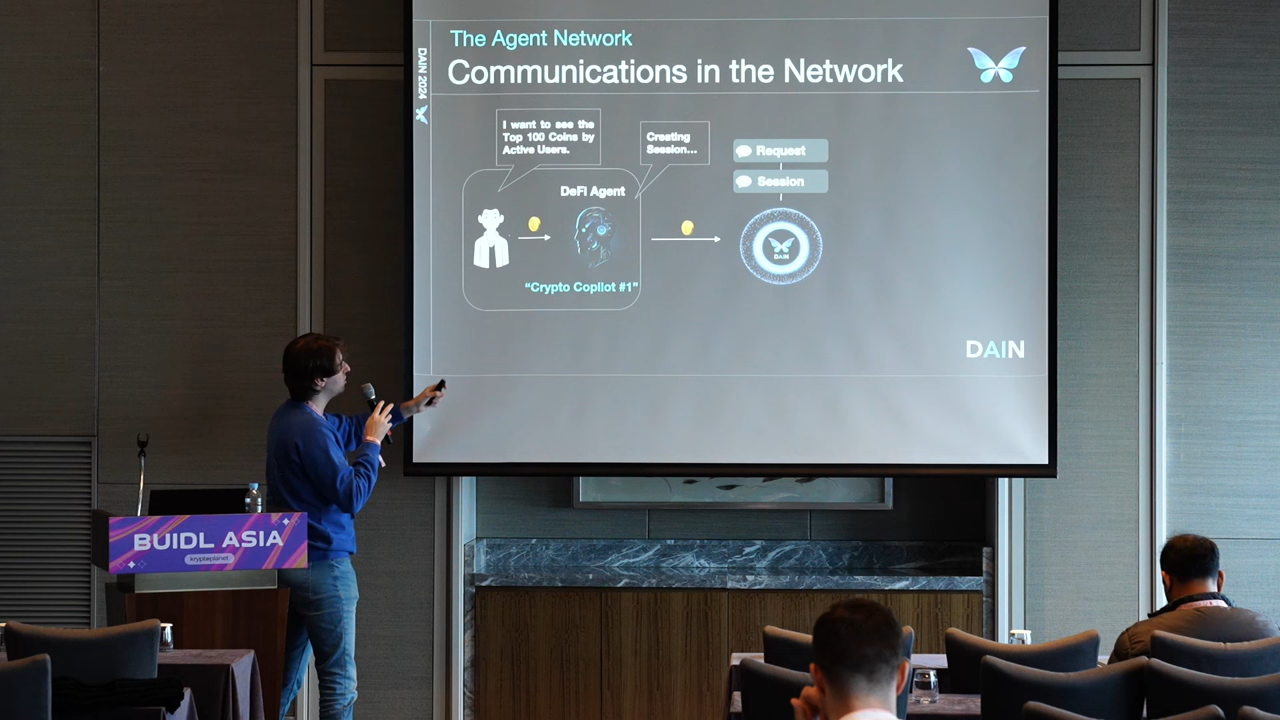 The Agent Network
Communications in the Network
DAIN 2024
I want to see the
Top 100 Coins by
Active Users.
Creating
Session...
Request
Session
DeFi Agent
DAIN
"Crypto Copilot #1"
DAIN
BUIDL ASIA
kryptoplanet